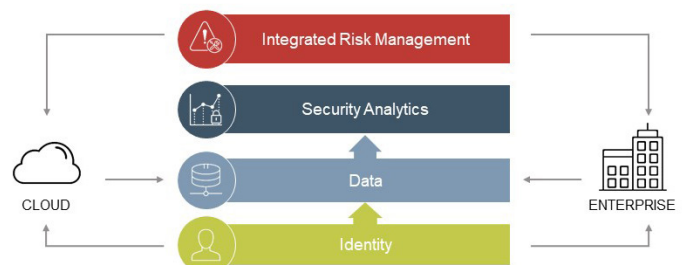 Integrated Risk Management
Security Analytics
Data
CLOUD
ENTERPRISE
Identity